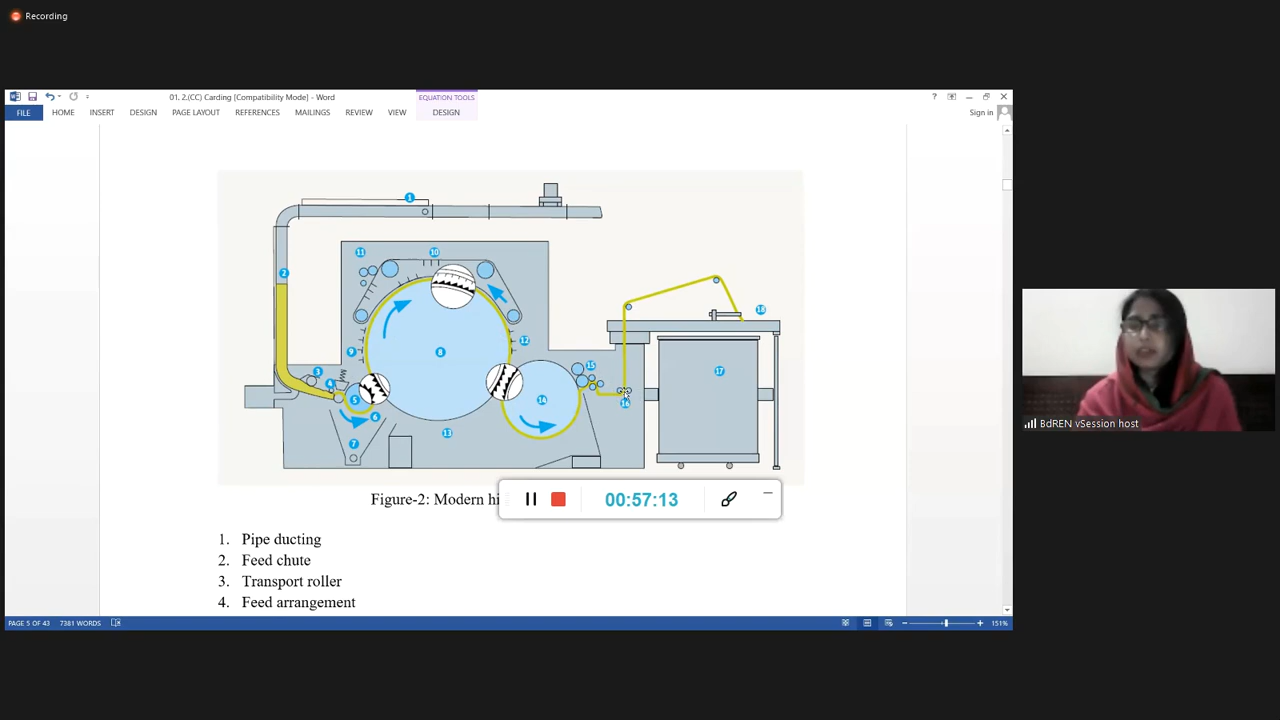 Recording
01. 2.(CC) Carding [Compatibility Mode] - Word
EQUATION TOOLS
FILE HOME INSERT DESIGN PAGE LAYOUT REFERENCES MAILINGS REVIEW VIEW DESIGN
Sign in
1
11 10
2
18
12
9 8
15
3
4
17
5 14
16
6
13
7
Figure-2: Modern hi
00:57:13
1. Pipe ducting
2. Feed chute
3. Transport roller
4. Feed arrangement
PAGE 5 OF 43 7381 WORDS
151%
BdREN vSession host